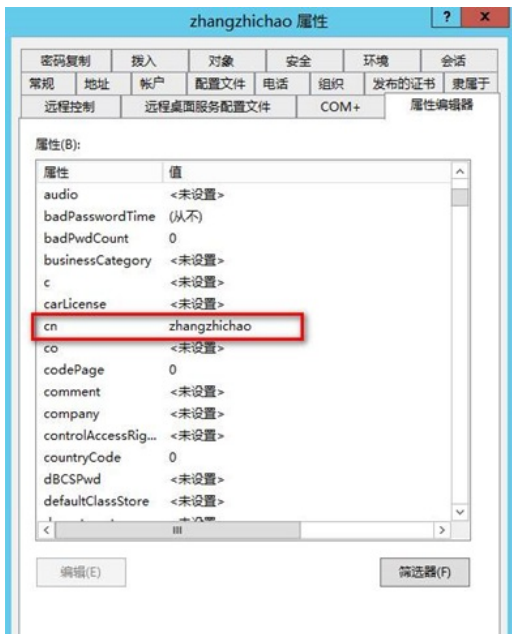 zhangzhichao 属性
? x
密码复制 拨入 对象 安全 环境 会话
常规 地址 帐户 配置文件 电话 组织 发布的证书 隶属于
远程控制 远程桌面服务配置文件 COM+ 属性编辑器
属性(B):
属性 值
audio <未设置>
badPasswordTime (从不)
badPwdCount 0
businessCategory <未设置>
c <未设置>
carLicense <未设置>
cn zhangzhichao
co <未设置>
codePage 0
comment <未设置>
company <未设置>
controlAccessRig... <未设置>
countryCode 0
dBCSPwd <未设置>
defaultClassStore <未设置>
编辑(E) 筛选器(F)